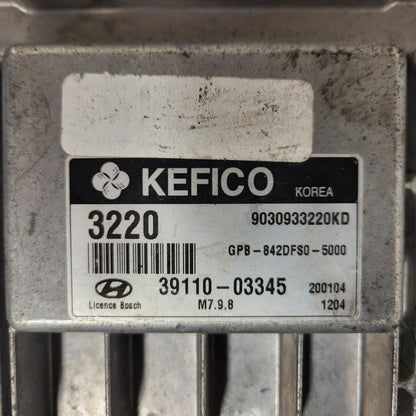 KEFICO KOREA
3220 9030933220KD
GPB-842DFS0-5000
39110-03345 200104
Licence Bosch M7.9.8 1204